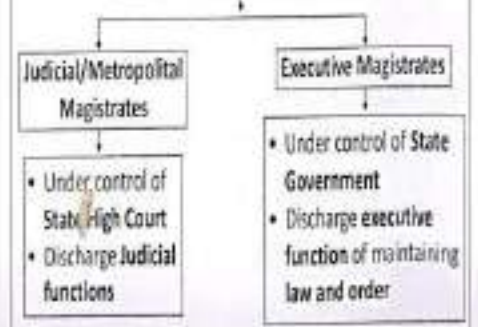 Judicial/Metropolital
Magistrates
• Under control of
State High Court
• Discharge Judicial
functions
Executive Magistrates
• Under control of State
Government
• Discharge executive
function of maintaining
law and order